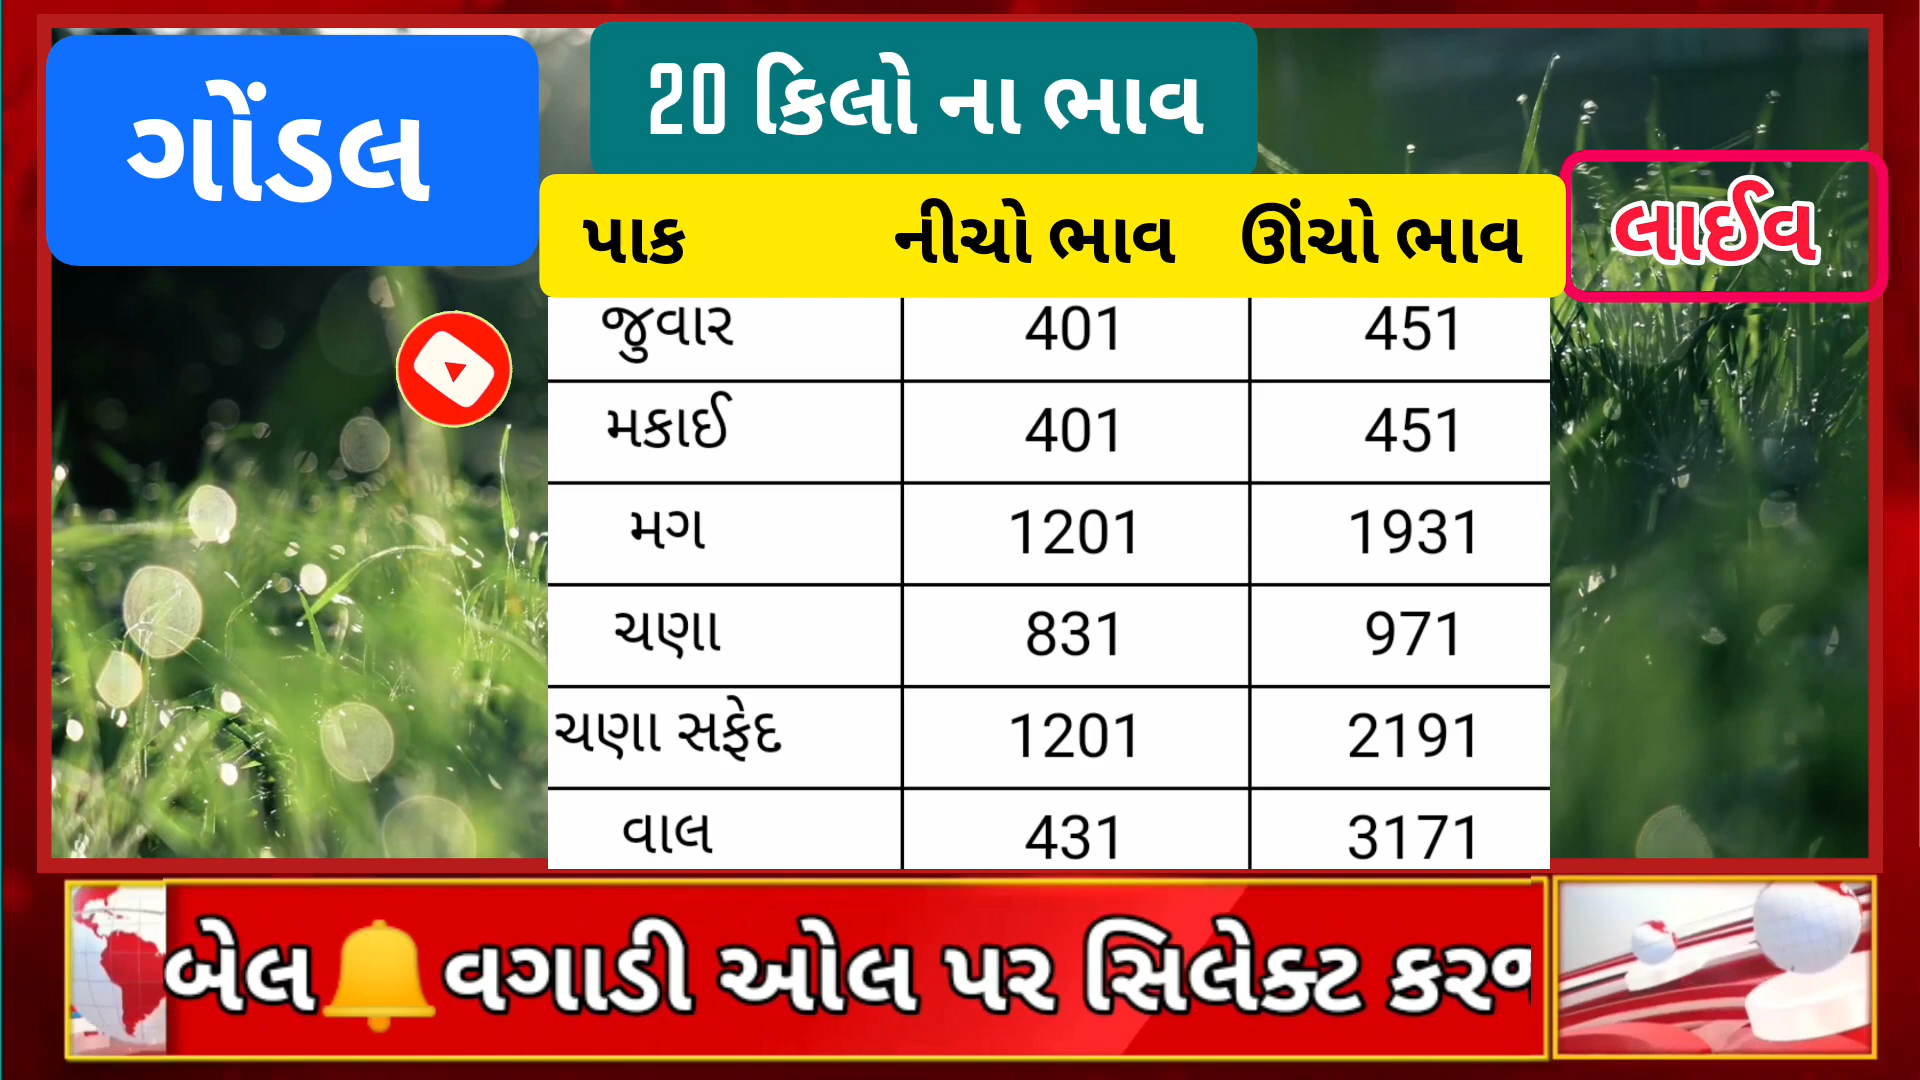 ગોંડલ
20 કિલો ના ભાવ
લાઈવ
પાક નીચો ભાવ ઊંચો ભાવ
જુવાર 401 451
મકાઈ 401 451
મગ 1201 1931
ચણા 831 971
ચણા સફેદ 1201 2191
વાલ 431 3171
બેલ🔔વગાડી ઓલ પર સિલેક્ટ